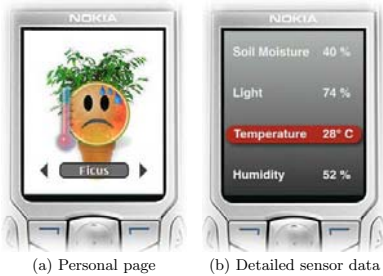 NOKIA
Ficus
(a) Personal page
NOKIA
Soil Moisture 40 %
Light 74 %
Temperature 28° C
Humidity 52 %
(b) Detailed sensor data